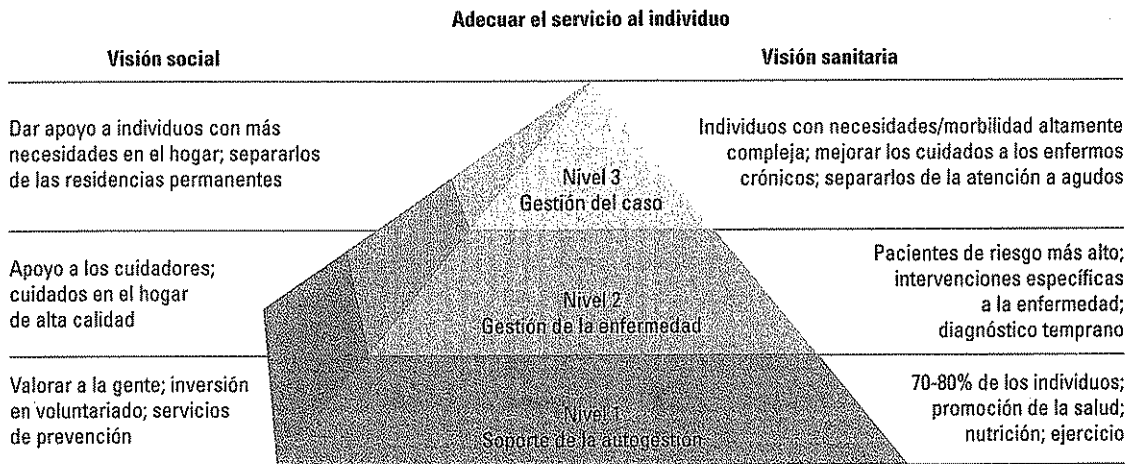 Adecuar el servicio al individuo
Visión social
Visión sanitaria
Dar apoyo a individuos con más
necesidades en el hogar; separarlos
de las residencias permanentes
Nivel 3
Gestión del caso
Individuos con necesidades/morbilidad altamente
compleja; mejorar los cuidados a los enfermos
crónicos; separarlos de la atención a agudos
Apoyo a los cuidadores;
cuidados en el hogar
de alta calidad
Nivel 2
Gestión de la enfermedad
Pacientes de riesgo más alto;
intervenciones específicas
a la enfermedad;
diagnóstico temprano
Valorar a la gente; inversión
en voluntariado; servicios
de prevención
Nivel 1
Soporte de la autogestión
70-80% de los individuos;
promoción de la salud;
nutrición; ejercicio